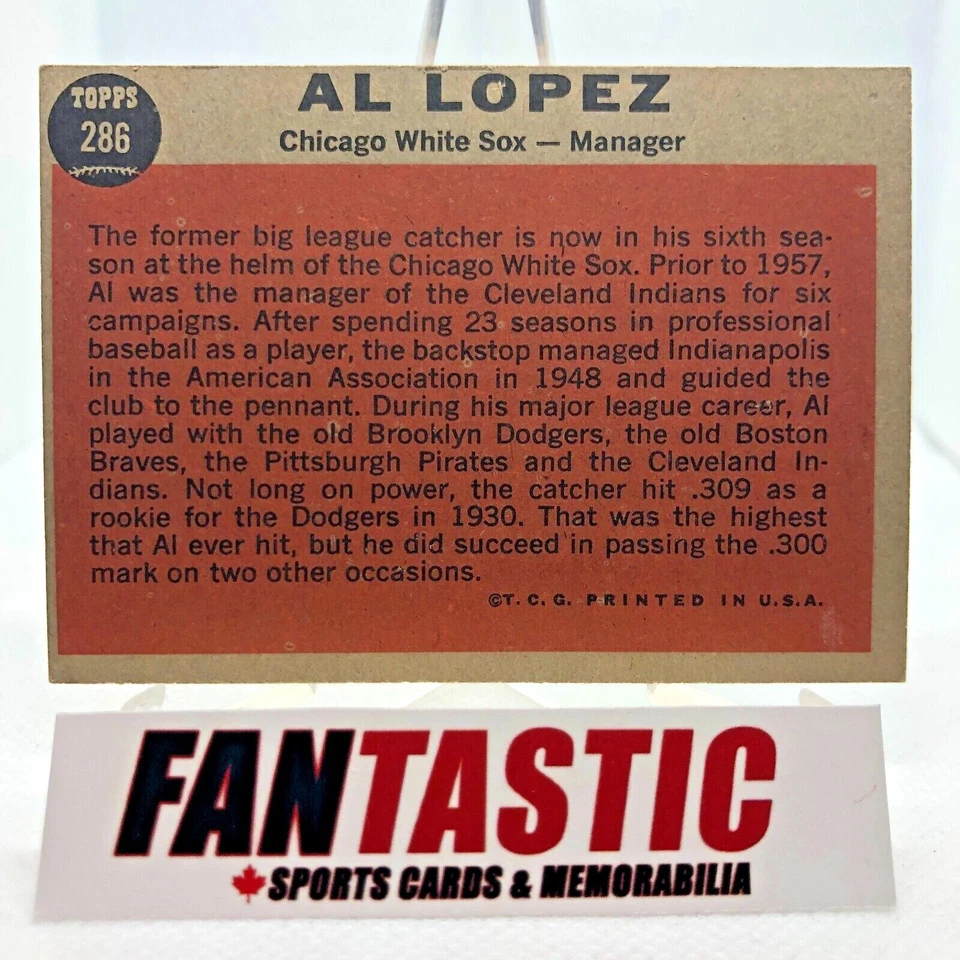 TOPPS
286
AL LOPEZ
Chicago White Sox — Manager
The former big league catcher is now in his sixth sea-
son at the helm of the Chicago White Sox. Prior to 1957,
Al was the manager of the Cleveland Indians for six
campaigns. After spending 23 seasons in professional
baseball as a player, the backstop managed Indianapolis
in the American Association in 1948 and guided the
club to the pennant. During his major league career, Al
played with the old Brooklyn Dodgers, the old Boston
Braves, the Pittsburgh Pirates and the Cleveland In-
dians. Not long on power, the catcher hit .309 as a
rookie for the Dodgers in 1930. That was the highest
that Al ever hit, but he did succeed in passing the .300
mark on two other occasions.
©T. C. G. PRINTED IN U.S.A.
FANTASTIC
SPORTS CARDS & MEMORABILIA